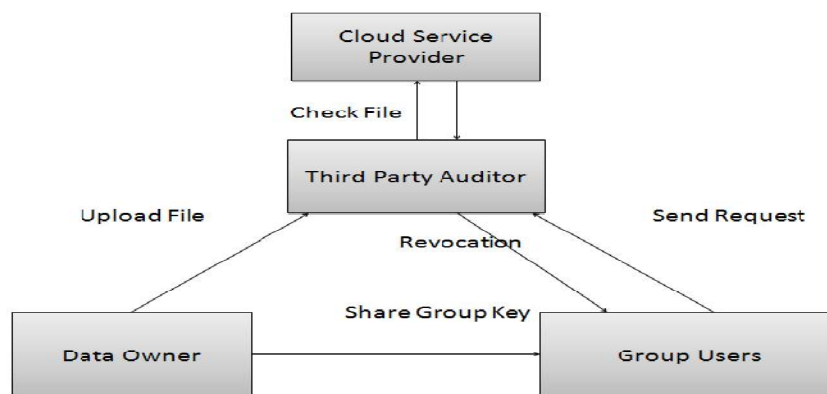 Cloud Service
Provider
Check File
Third Party Auditor
Upload File
Send Request
Revocation
Share Group Key
Data Owner
Group Users